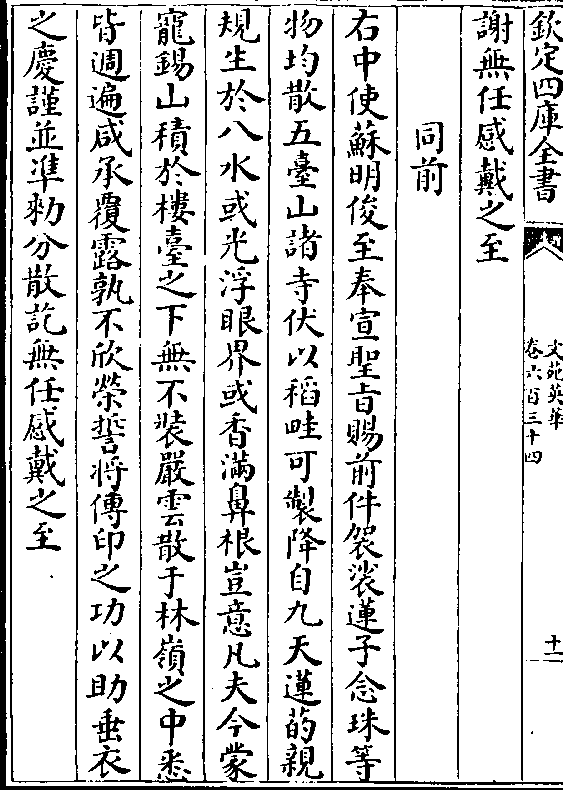 欽定四庫全書
文苑英華
卷六百三十四
十二
謝無任感戴之至
同前
右中使蘇明俊至奉宣聖旨賜前件袈裟蓮子念珠等
物均散五臺山諸寺伏以稻畦可製降自九天蓮菂親
規生於八水或光浮眼界或香滿鼻根豈意凡夫今蒙
寵錫山積於樓臺之下無不裝嚴雲散于林嶺之中悉
皆週遍咸承覆露孰不欣榮誓將傳印之功以助垂衣
之慶謹並準勑分散訖無任感戴之至